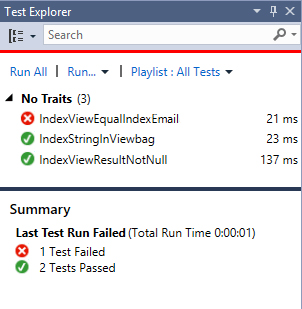 Test Explorer
Search
Run All | Run... | Playlist : All Tests
No Traits (3)
IndexViewEqualIndexEmail 21 ms
IndexStringInViewbag 23 ms
IndexViewResultNotNull 137 ms
Summary
Last Test Run Failed (Total Run Time 0:00:01)
1 Test Failed
2 Tests Passed